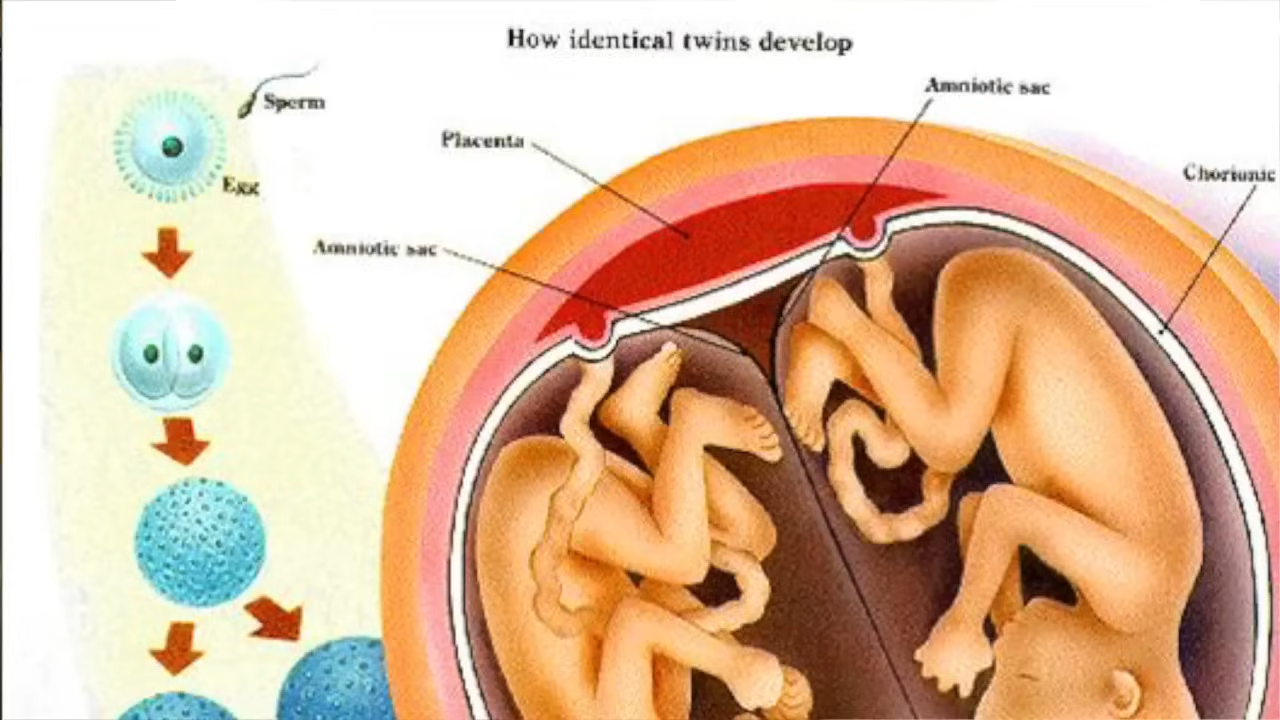 How identical twins develop
Amniotic sac
Sperm
Placenta
Chorionic
Egg
Amniotic sac